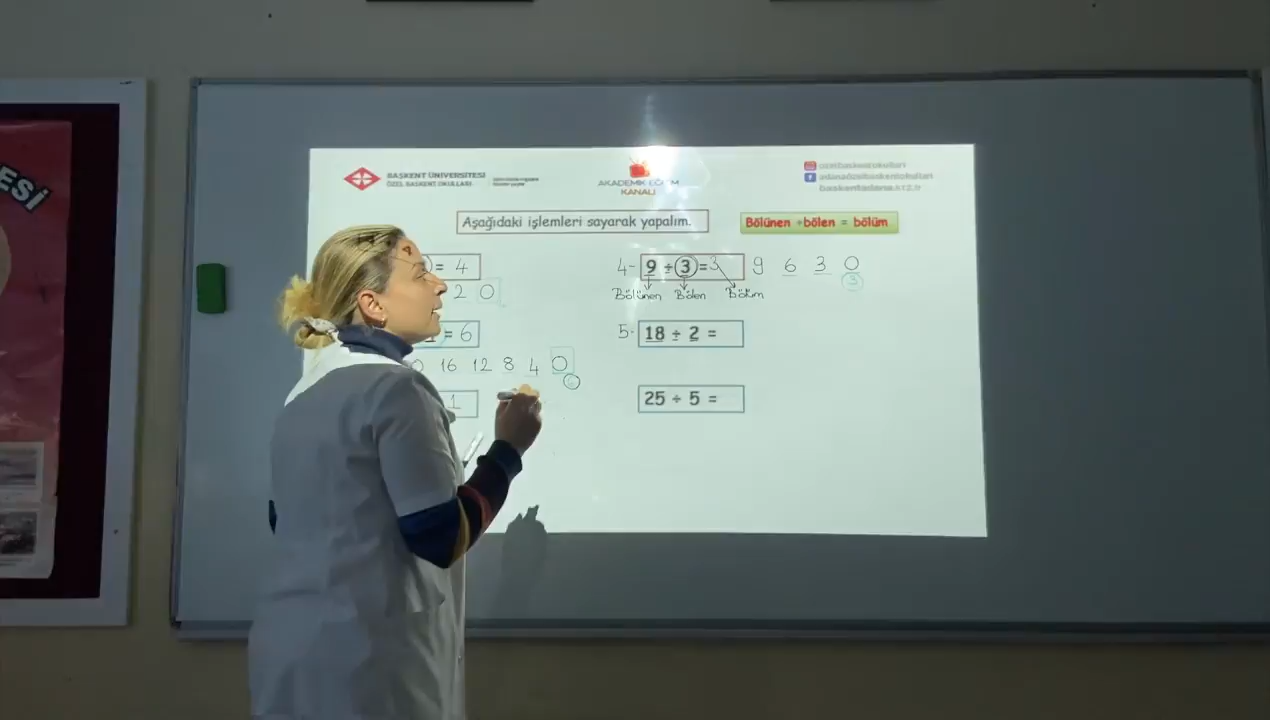 ESİ
BAŞKENT ÜNİVERSİTESİ
ÖZEL BAŞKENT OKULLARI
AKADEMİK EĞİTİM
KANALI
Aşağıdaki işlemleri sayarak yapalım.
Bölünen ÷ bölen = bölüm
= 4
2 0
4- 9 ÷ 3 = 3 9 6 3 0
3
Bölünen Bölen Bölüm
= 6
5- 18 ÷ 2 =
16 12 8 4 0
1
25 ÷ 5 =